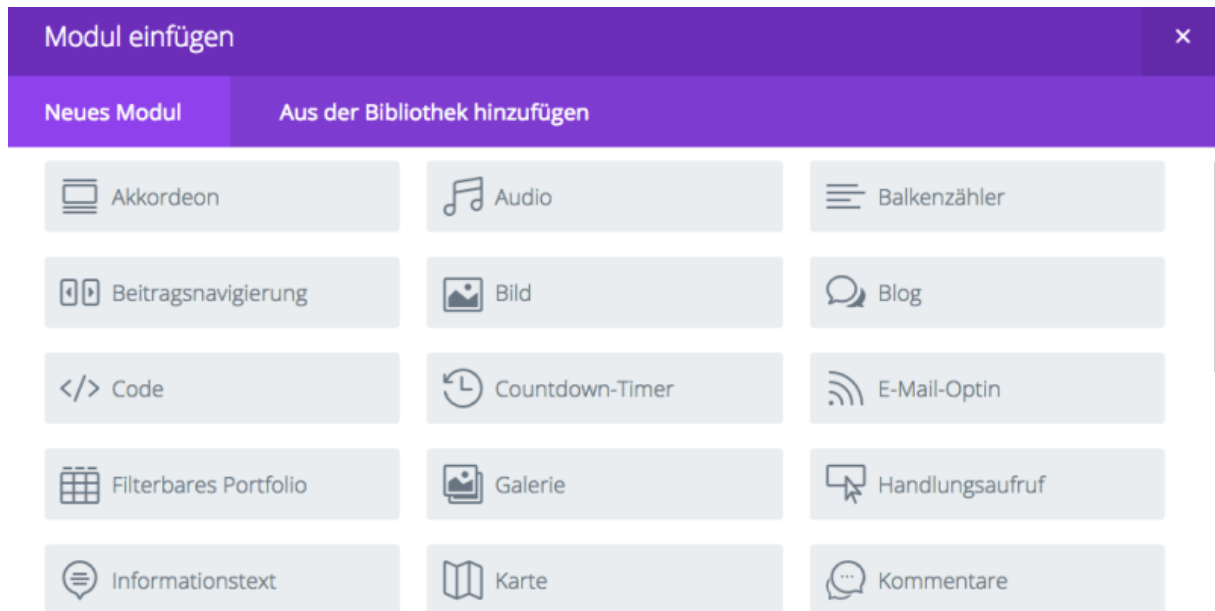 Modul einfügen
Neues Modul Aus der Bibliothek hinzufügen
Akkordeon Audio Balkenzähler
Beitragsnavigierung Bild Blog
Code Countdown-Timer E-Mail-Optin
Filterbares Portfolio Galerie Handlungsaufruf
Informationstext Karte Kommentare